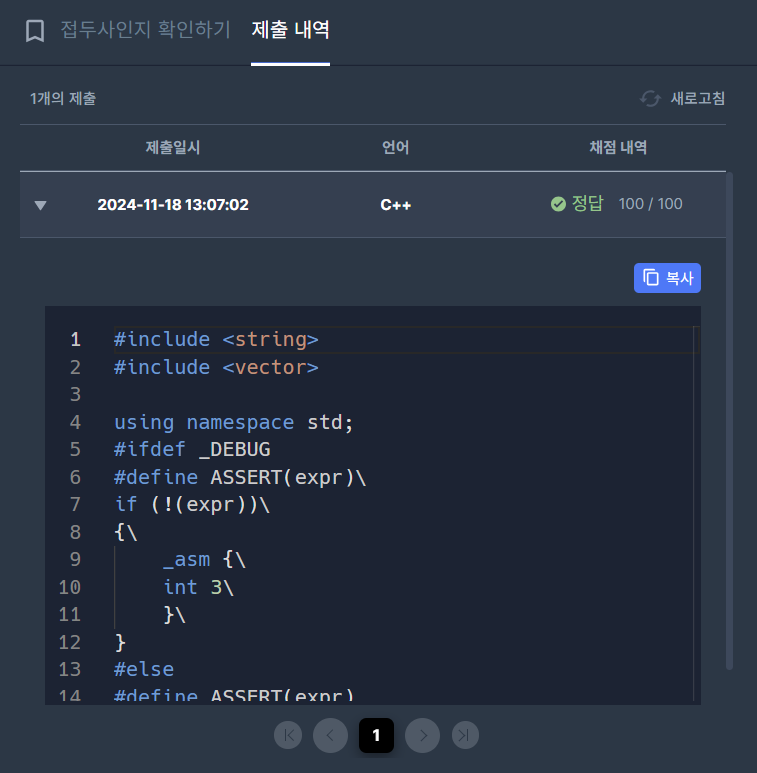 접두사인지 확인하기 제출 내역
1개의 제출 새로고침
제출일시 언어 채점 내역
2024-11-18 13:07:02 C++ 정답 100 / 100
복사
1 #include <string>
2 #include <vector>
3
4 using namespace std;
5 #ifdef _DEBUG
6 #define ASSERT(expr)\
7 if (!(expr))\
8 {\
9     _asm {\
10     int 3\
11     }\
12 }
13 #else
14 #define ASSERT(expr)
1